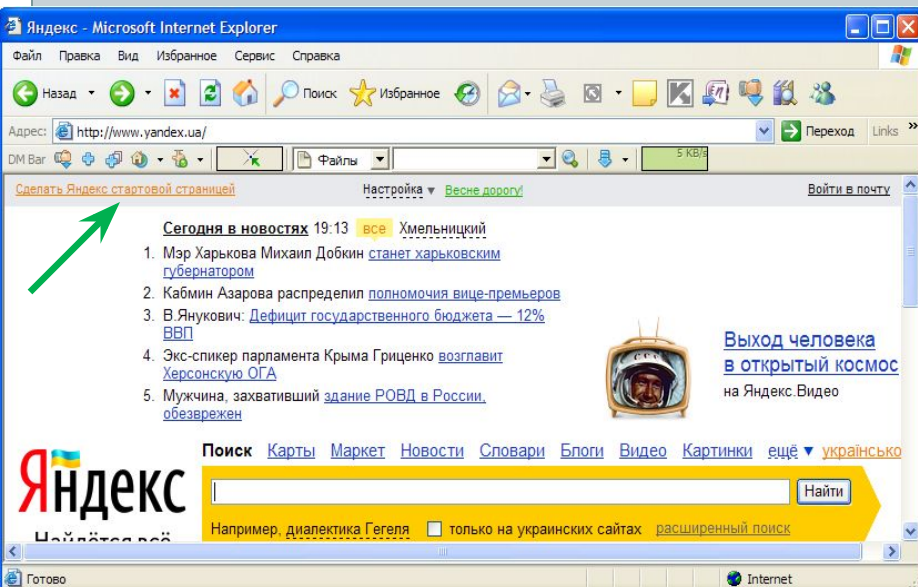 Яндекс - Microsoft Internet Explorer
Файл Правка Вид Избранное Сервис Справка
Назад Поиск Избранное
Адрес: http://www.yandex.ua/ Переход Links »
DM Bar Файлы 5 KB/s
Сделать Яндекс стартовой страницей Настройка ▼ Весне дорогу! Войти в почту
Сегодня в новостях 19:13 все Хмельницкий
1. Мэр Харькова Михаил Добкин станет харьковским
губернатором
2. Кабмин Азарова распределил полномочия вице-премьеров
3. В.Янукович: Дефицит государственного бюджета — 12%
ВВП
4. Экс-спикер парламента Крыма Гриценко возглавит
Херсонскую ОГА
5. Мужчина, захвативший здание РОВД в России,
обезврежен
СССР
Выход человека
в открытый космос
на Яндекс.Видео
Поиск Карты Маркет Новости Словари Блоги Видео Картинки ещё ▼ українсько
Яндекс
Найдётся всё
Найти
Например, диалектика Гегеля только на украинских сайтах расширенный поиск
Готово Internet